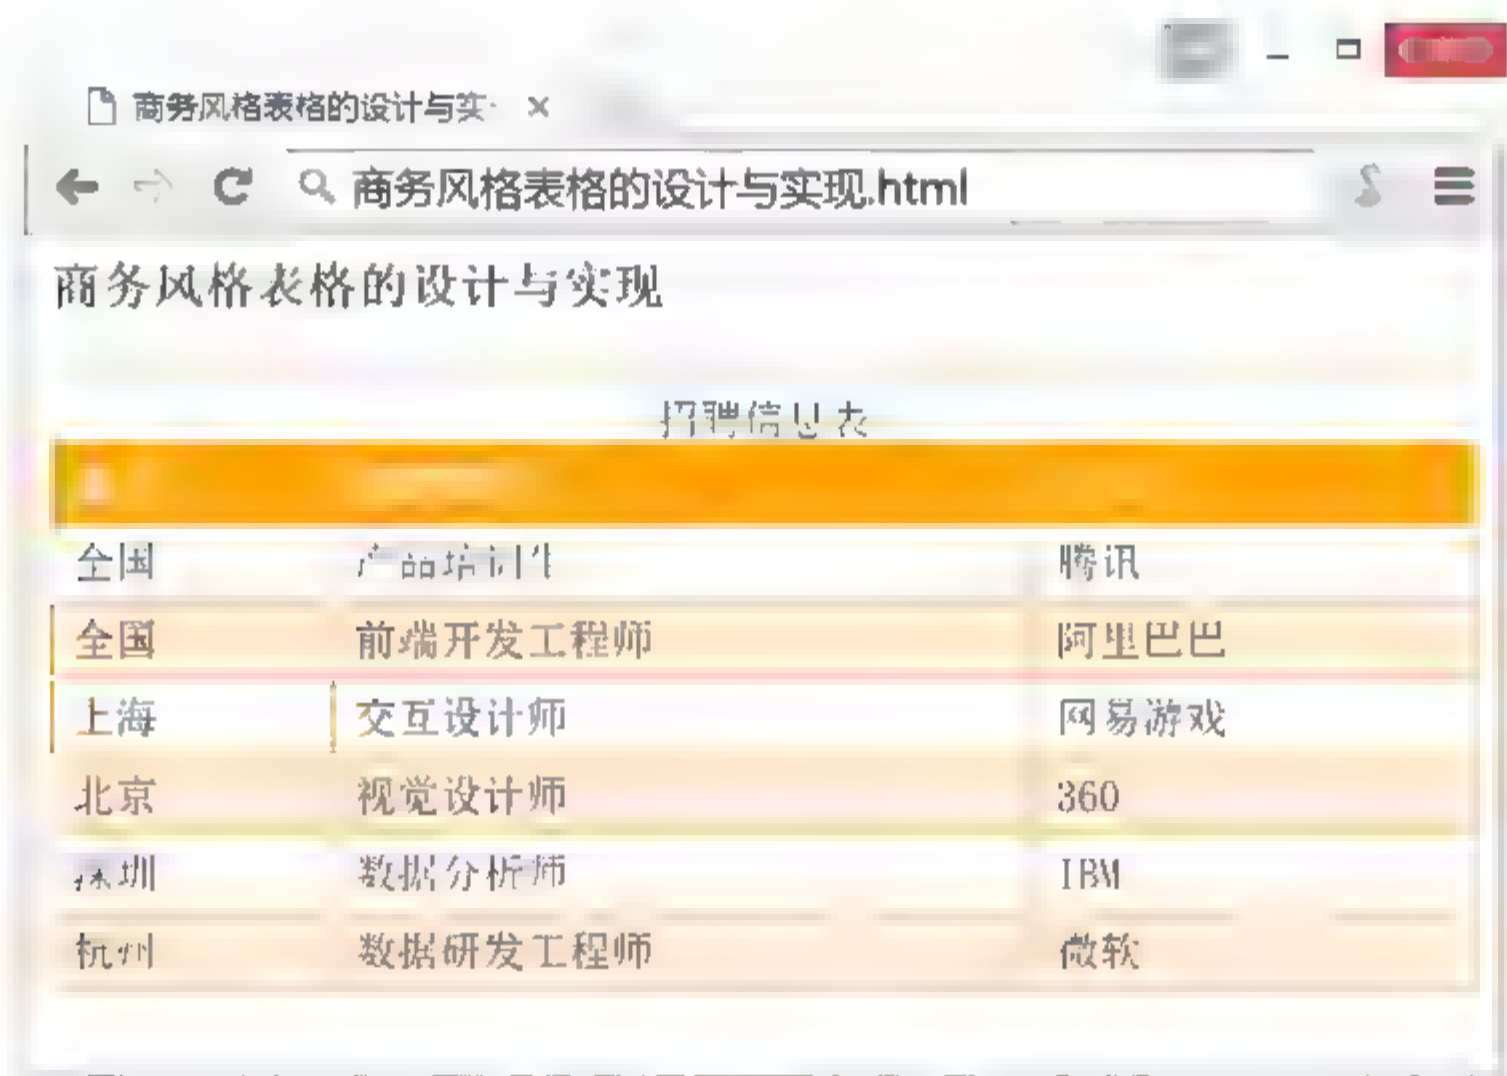 商务风格表格的设计与实
商务风格表格的设计与实现.html
商务风格表格的设计与实现
招聘信息表
全国 产品培训生 腾讯
全国 前端开发工程师 阿里巴巴
上海 交互设计师 网易游戏
北京 视觉设计师 360
深圳 数据分析师 IBM
杭州 数据研发工程师 微软